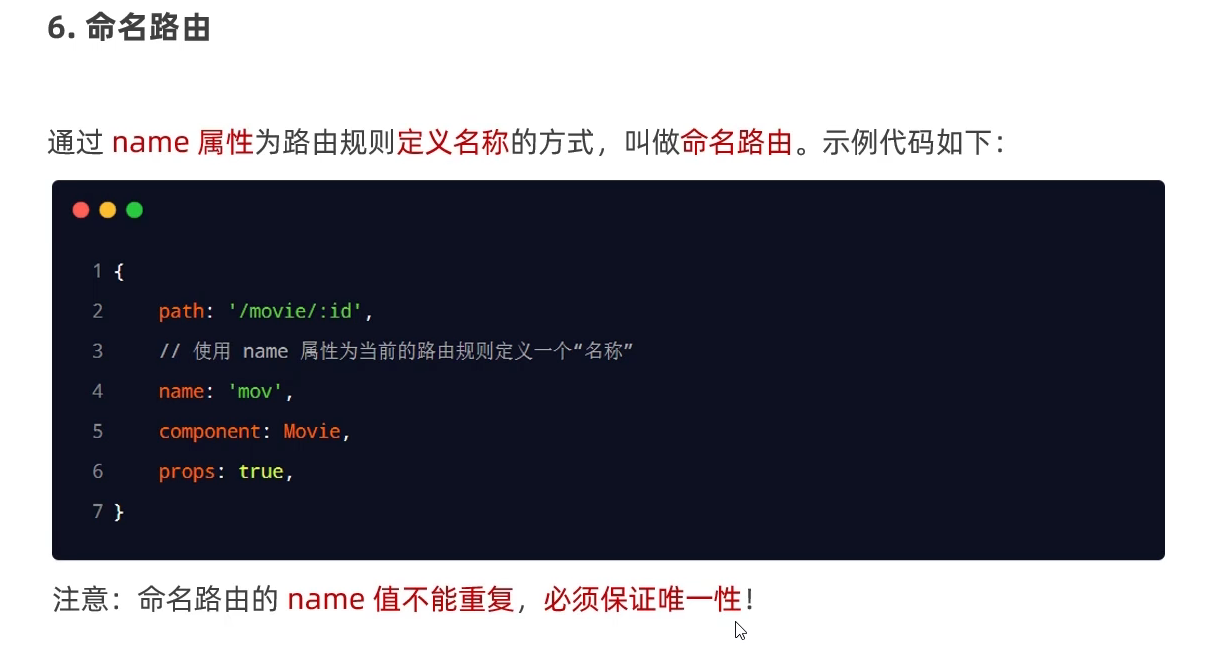 6. 命名路由
通过 name 属性为路由规则定义名称的方式，叫做命名路由。示例代码如下：
1 {
2 path: '/movie/:id',
3 // 使用 name 属性为当前的路由规则定义一个“名称”
4 name: 'mov',
5 component: Movie,
6 props: true,
7 }
注意：命名路由的 name 值不能重复，必须保证唯一性！